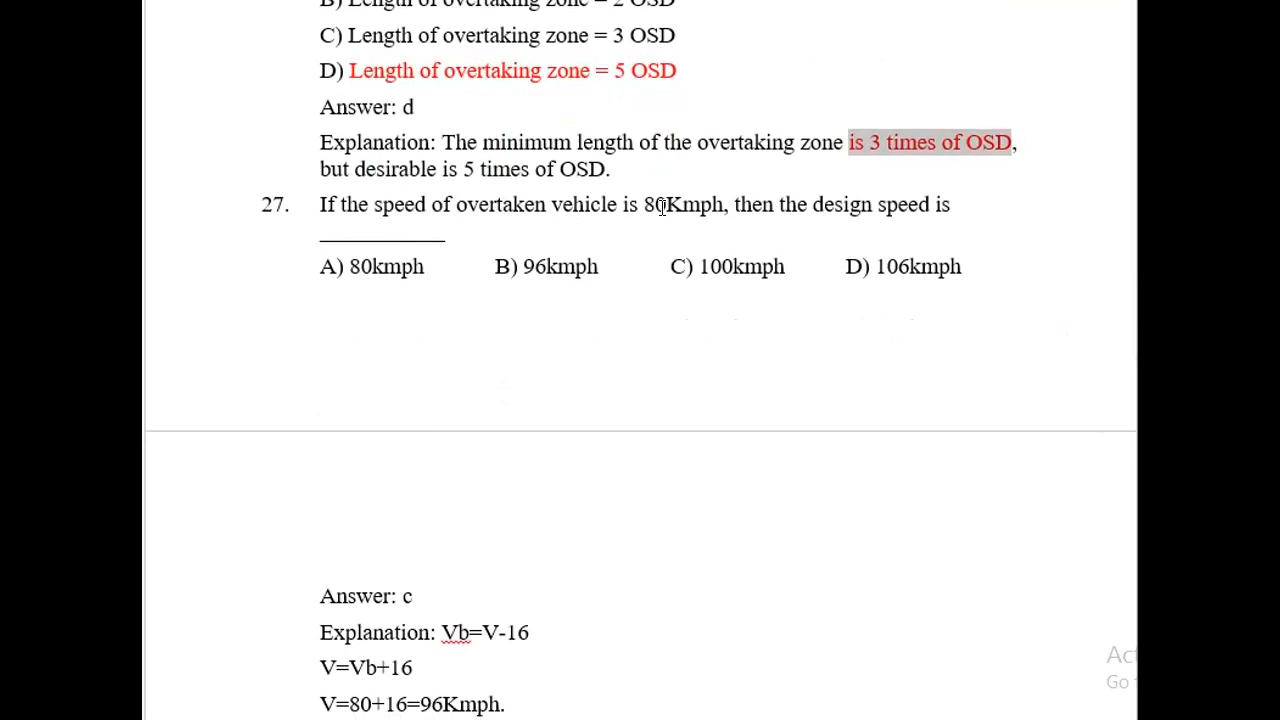 B) Length of overtaking zone = 2 OSD
C) Length of overtaking zone = 3 OSD
D) Length of overtaking zone = 5 OSD
Answer: d
Explanation: The minimum length of the overtaking zone is 3 times of OSD,
but desirable is 5 times of OSD.
27. If the speed of overtaken vehicle is 80Kmph, then the design speed is
____________
A) 80kmph B) 96kmph C) 100kmph D) 106kmph
Answer: c
Explanation: Vb=V-16
V=Vb+16
V=80+16=96Kmph.
Act
Go t